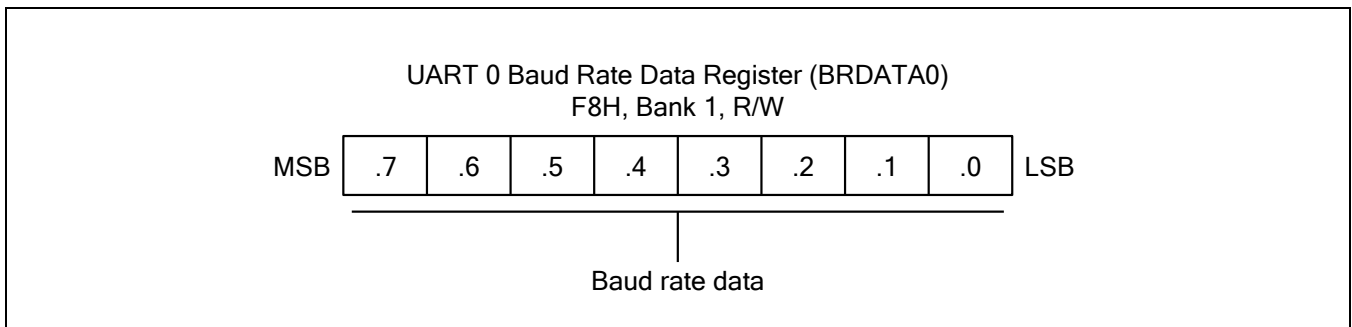 UART 0 Baud Rate Data Register (BRDATA0)
F8H, Bank 1, R/W
MSB .7 .6 .5 .4 .3 .2 .1 .0 LSB
Baud rate data